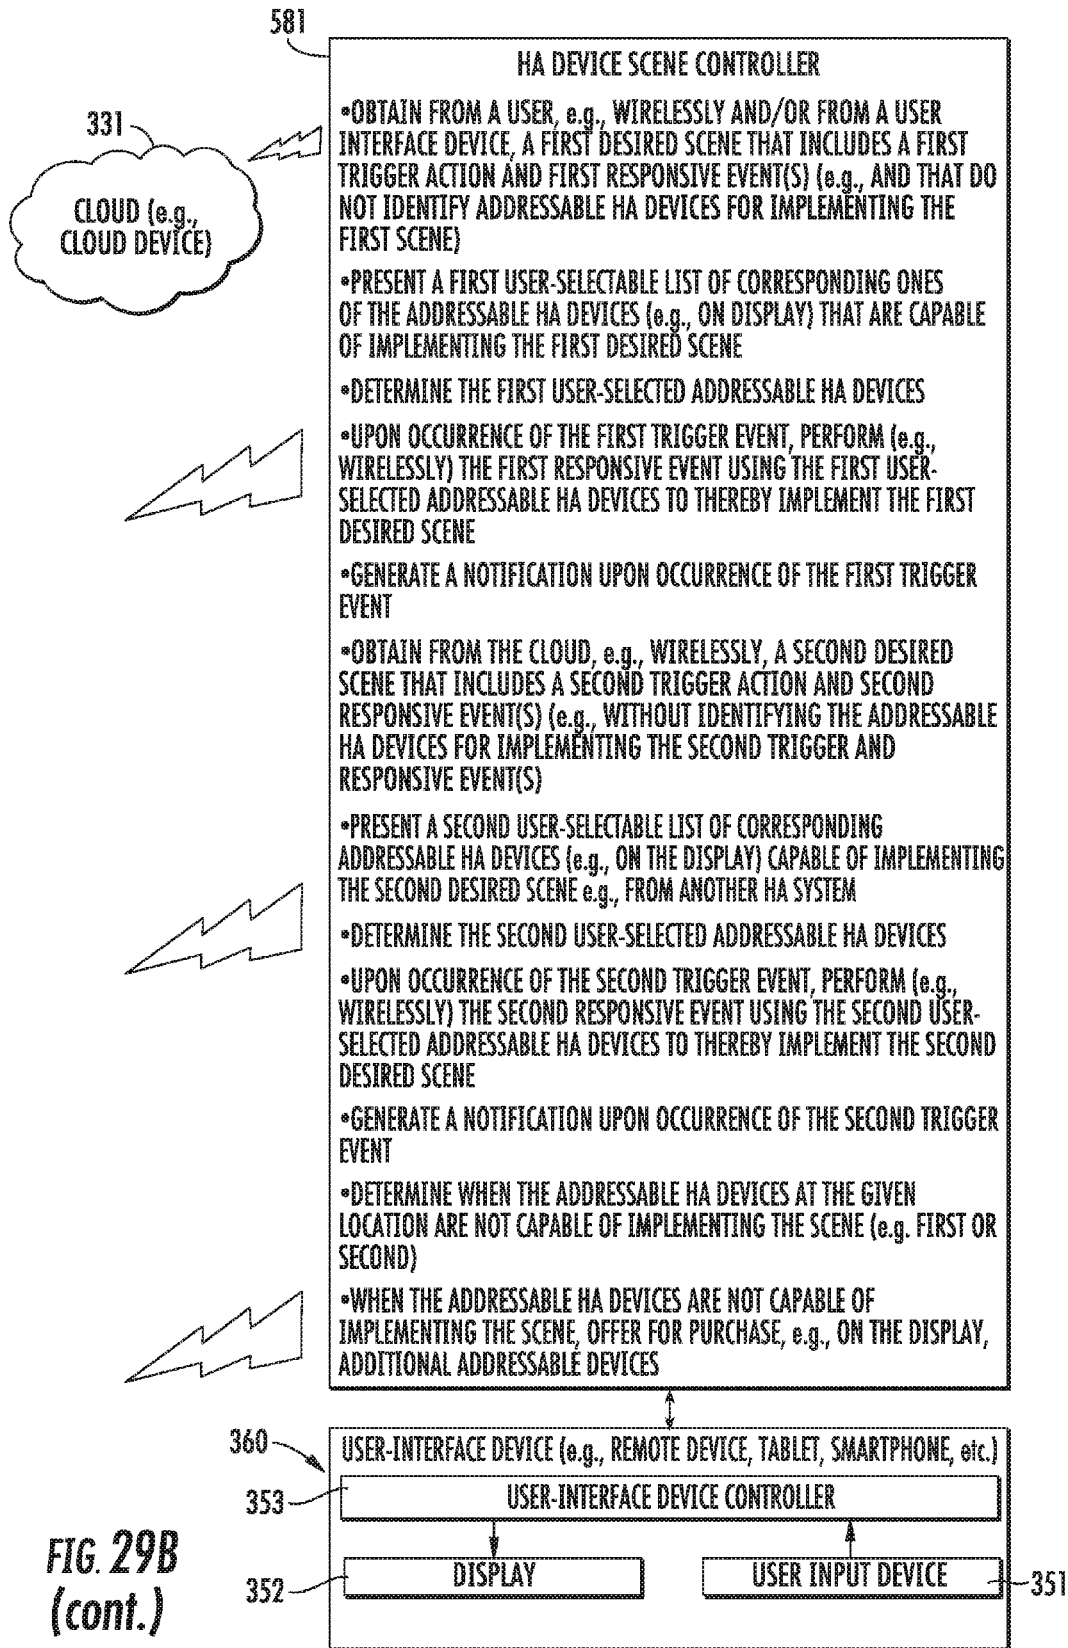 581
HA DEVICE SCENE CONTROLLER
•OBTAIN FROM A USER, e.g., WIRELESSLY AND/OR FROM A USER
INTERFACE DEVICE, A FIRST DESIRED SCENE THAT INCLUDES A FIRST
TRIGGER ACTION AND FIRST RESPONSIVE EVENT(S) (e.g., AND THAT DO
NOT IDENTIFY ADDRESSABLE HA DEVICES FOR IMPLEMENTING THE
FIRST SCENE)
331
CLOUD (e.g.,
CLOUD DEVICE)
•PRESENT A FIRST USER-SELECTABLE LIST OF CORRESPONDING ONES
OF THE ADDRESSABLE HA DEVICES (e.g., ON DISPLAY) THAT ARE CAPABLE
OF IMPLEMENTING THE FIRST DESIRED SCENE
•DETERMINE THE FIRST USER-SELECTED ADDRESSABLE HA DEVICES
•UPON OCCURRENCE OF THE FIRST TRIGGER EVENT, PERFORM (e.g.,
WIRELESSLY) THE FIRST RESPONSIVE EVENT USING THE FIRST USER-
SELECTED ADDRESSABLE HA DEVICES TO THEREBY IMPLEMENT THE FIRST
DESIRED SCENE
•GENERATE A NOTIFICATION UPON OCCURRENCE OF THE FIRST TRIGGER
EVENT
•OBTAIN FROM THE CLOUD, e.g., WIRELESSLY, A SECOND DESIRED
SCENE THAT INCLUDES A SECOND TRIGGER ACTION AND SECOND
RESPONSIVE EVENT(S) (e.g., WITHOUT IDENTIFYING THE ADDRESSABLE
HA DEVICES FOR IMPLEMENTING THE SECOND TRIGGER AND
RESPONSIVE EVENT(S)
•PRESENT A SECOND USER-SELECTABLE LIST OF CORRESPONDING
ADDRESSABLE HA DEVICES (e.g., ON THE DISPLAY) CAPABLE OF IMPLEMENTING
THE SECOND DESIRED SCENE e.g., FROM ANOTHER HA SYSTEM
•DETERMINE THE SECOND USER-SELECTED ADDRESSABLE HA DEVICES
•UPON OCCURRENCE OF THE SECOND TRIGGER EVENT, PERFORM (e.g.,
WIRELESSLY) THE SECOND RESPONSIVE EVENT USING THE SECOND USER-
SELECTED ADDRESSABLE HA DEVICES TO THEREBY IMPLEMENT THE SECOND
DESIRED SCENE
•GENERATE A NOTIFICATION UPON OCCURRENCE OF THE SECOND TRIGGER
EVENT
•DETERMINE WHEN THE ADDRESSABLE HA DEVICES AT THE GIVEN
LOCATION ARE NOT CAPABLE OF IMPLEMENTING THE SCENE (e.g. FIRST OR
SECOND)
•WHEN THE ADDRESSABLE HA DEVICES ARE NOT CAPABLE OF
IMPLEMENTING THE SCENE, OFFER FOR PURCHASE, e.g., ON THE DISPLAY,
ADDITIONAL ADDRESSABLE DEVICES
360
USER-INTERFACE DEVICE (e.g., REMOTE DEVICE, TABLET, SMARTPHONE, etc.)
353
USER-INTERFACE DEVICE CONTROLLER
352
DISPLAY
USER INPUT DEVICE
351
FIG. 29B
(cont.)